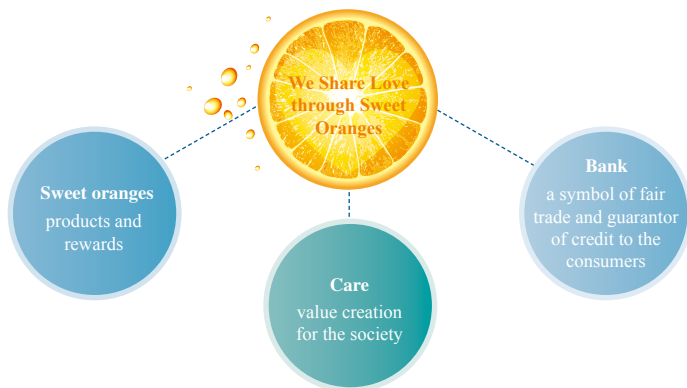 We Share Love
through Sweet
Oranges
Sweet oranges
products and
rewards
Care
value creation
for the society
Bank
a symbol of fair
trade and guarantor
of credit to the
consumers